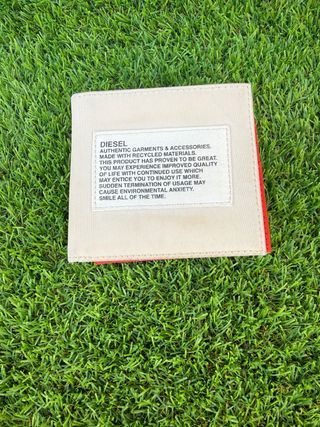 DIESEL
AUTHENTIC GARMENTS & ACCESSORIES.
MADE WITH RECYCLED MATERIALS.
THIS PRODUCT HAS PROVEN TO BE GREAT.
YOU MAY EXPERIENCE IMPROVED QUALITY
OF LIFE WITH CONTINUED USE WHICH
MAY ENTICE YOU TO ENJOY IT MORE.
SUDDEN TERMINATION OF USAGE MAY
CAUSE ENVIRONMENTAL ANXIETY.
SMILE ALL OF THE TIME.